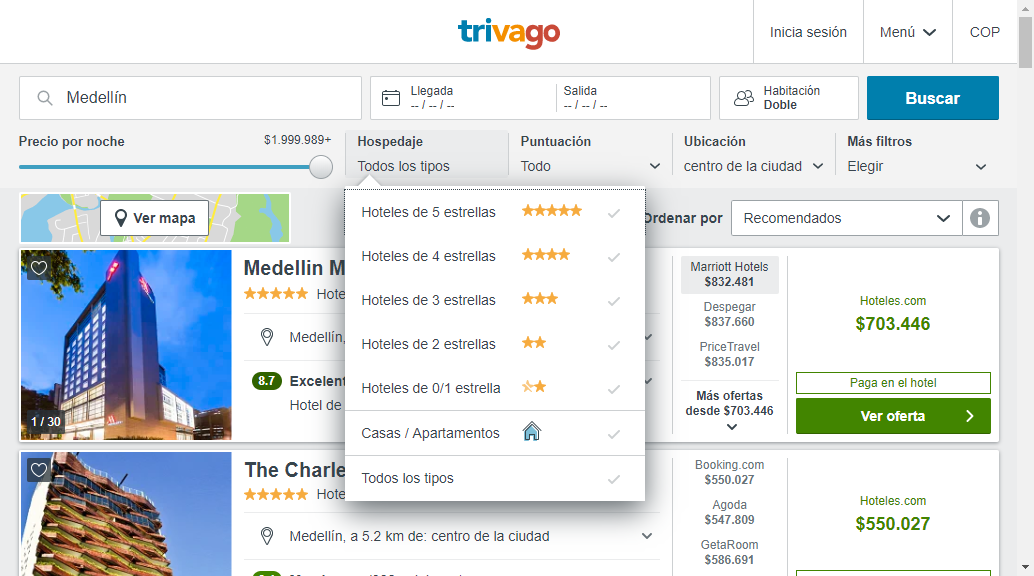 trivago
Inicia sesión
Menú
COP
Medellín
Llegada
-- / -- / --
Salida
-- / -- / --
Habitación
Doble
Buscar
Precio por noche
$1.999.989+
Hospedaje
Todos los tipos
Puntuación
Todo
Ubicación
centro de la ciudad
Más filtros
Elegir
Ver mapa
Ordenar por
Recomendados
Hoteles de 5 estrellas
Hoteles de 4 estrellas
Hoteles de 3 estrellas
Hoteles de 2 estrellas
Hoteles de 0/1 estrella
Casas / Apartamentos
Todos los tipos
Medellin M
Hote
Medellín,
8.7 Excelent
Hotel de
1 / 30
Marriott Hotels
$832.481
Despegar
$837.660
PriceTravel
$835.017
Más ofertas
desde $703.446
Hoteles.com
$703.446
Paga en el hotel
Ver oferta
The Charle
Hote
Medellín, a 5.2 km de: centro de la ciudad
Booking.com
$550.027
Agoda
$547.809
GetaRoom
$586.691
Hoteles.com
$550.027